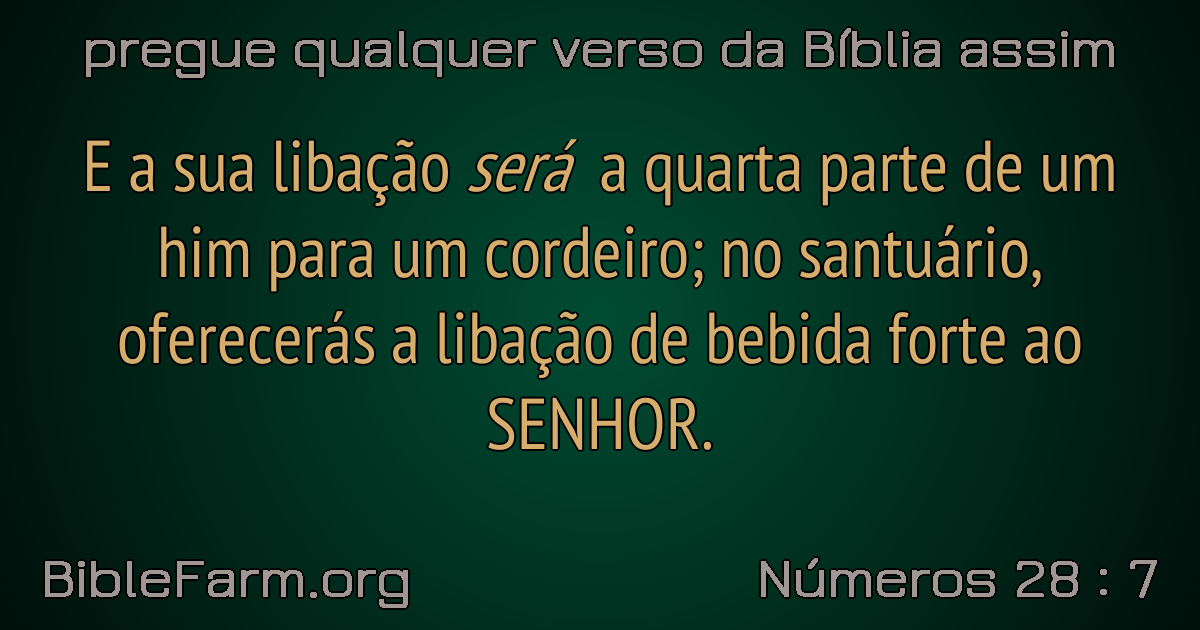 pregue qualquer verso da Bíblia assim
E a sua libação será a quarta parte de um
him para um cordeiro; no santuário,
oferecerás a libação de bebida forte ao
SENHOR.
BibleFarm.org
Números 28 : 7